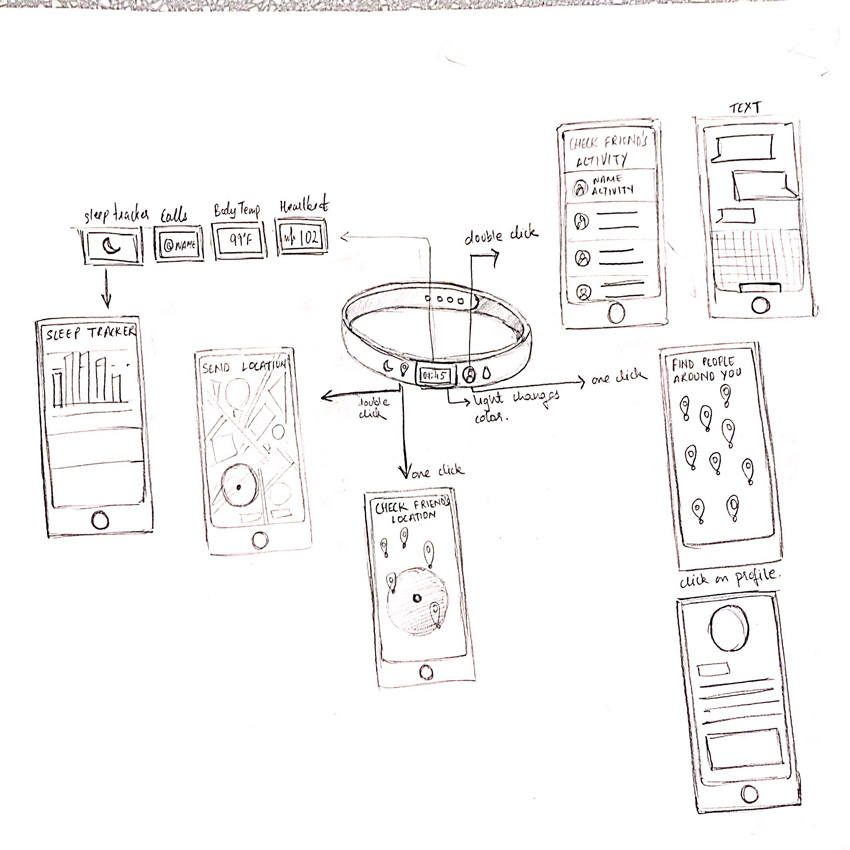 TEXT
CHECK FRIEND'S
ACTIVITY
NAME
ACTIVITY
sleep tracker
Calls
Body Temp
Heartbeat
NAME
99°F
102
double click
SLEEP TRACKER
SEND LOCATION
09:45
double
click
light changes
color.
one click
one click
CHECK FRIEND'S
LOCATION
FIND PEOPLE
AROUND YOU
click on profile.